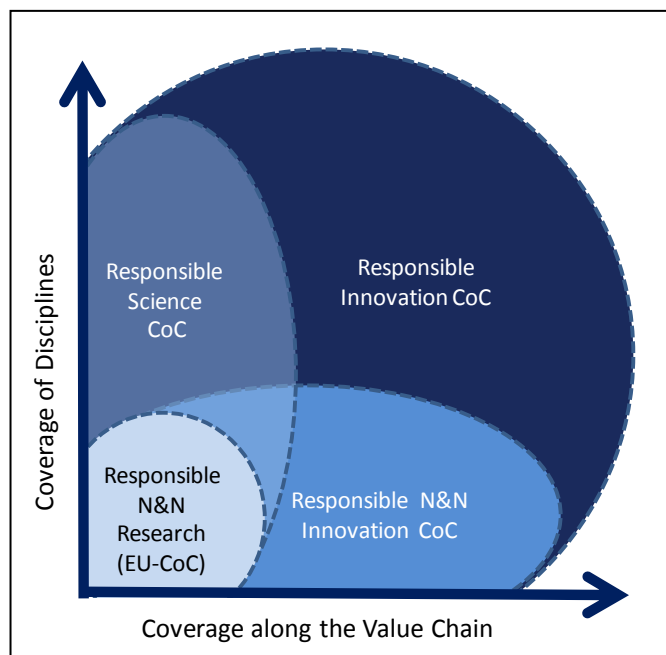 Coverage of Disciplines
Responsible
Science
CoC
Responsible
Innovation CoC
Responsible
N&N
Research
(EU-CoC)
Responsible N&N
Innovation CoC
Coverage along the Value Chain